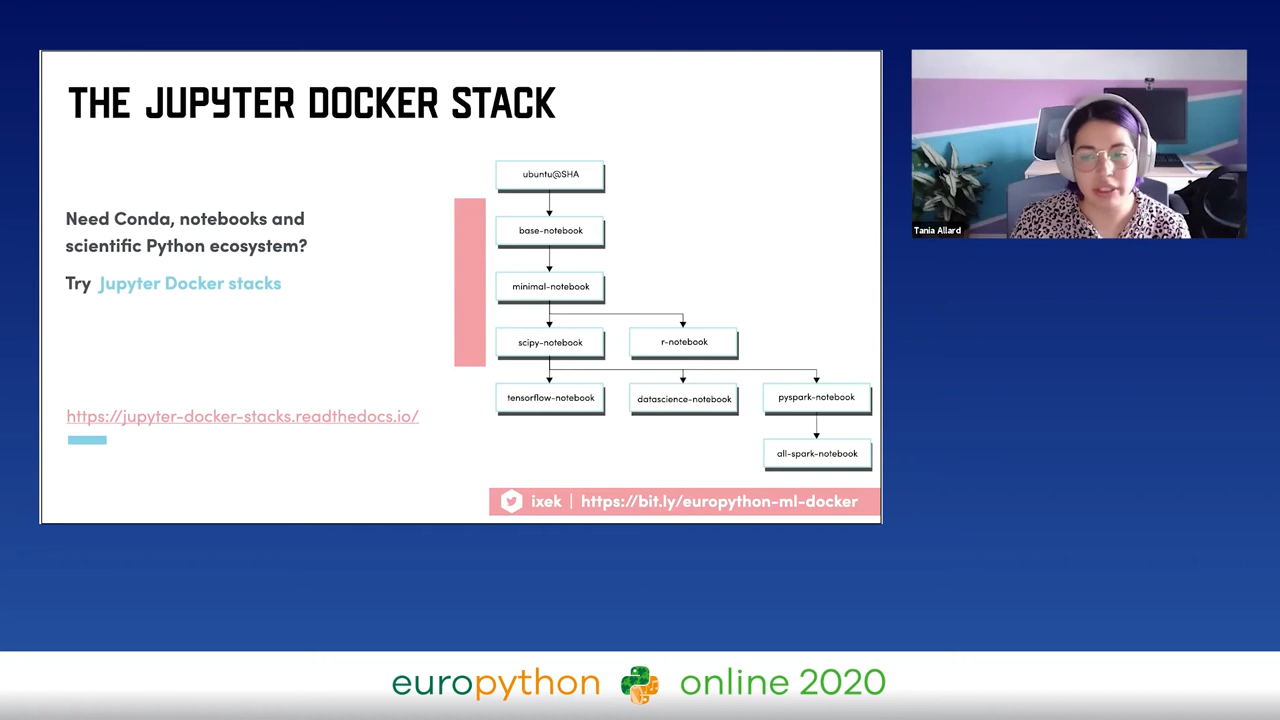 THE JUPYTER DOCKER STACK
Need Conda, notebooks and
scientific Python ecosystem?
Try Jupyter Docker stacks
https://jupyter-docker-stacks.readthedocs.io/
ubuntu@SHA
base-notebook
minimal-notebook
scipy-notebook
r-notebook
tensorflow-notebook
datascience-notebook
pyspark-notebook
all-spark-notebook
ixek | https://bit.ly/europython-ml-docker
Tania Allard
europython online 2020